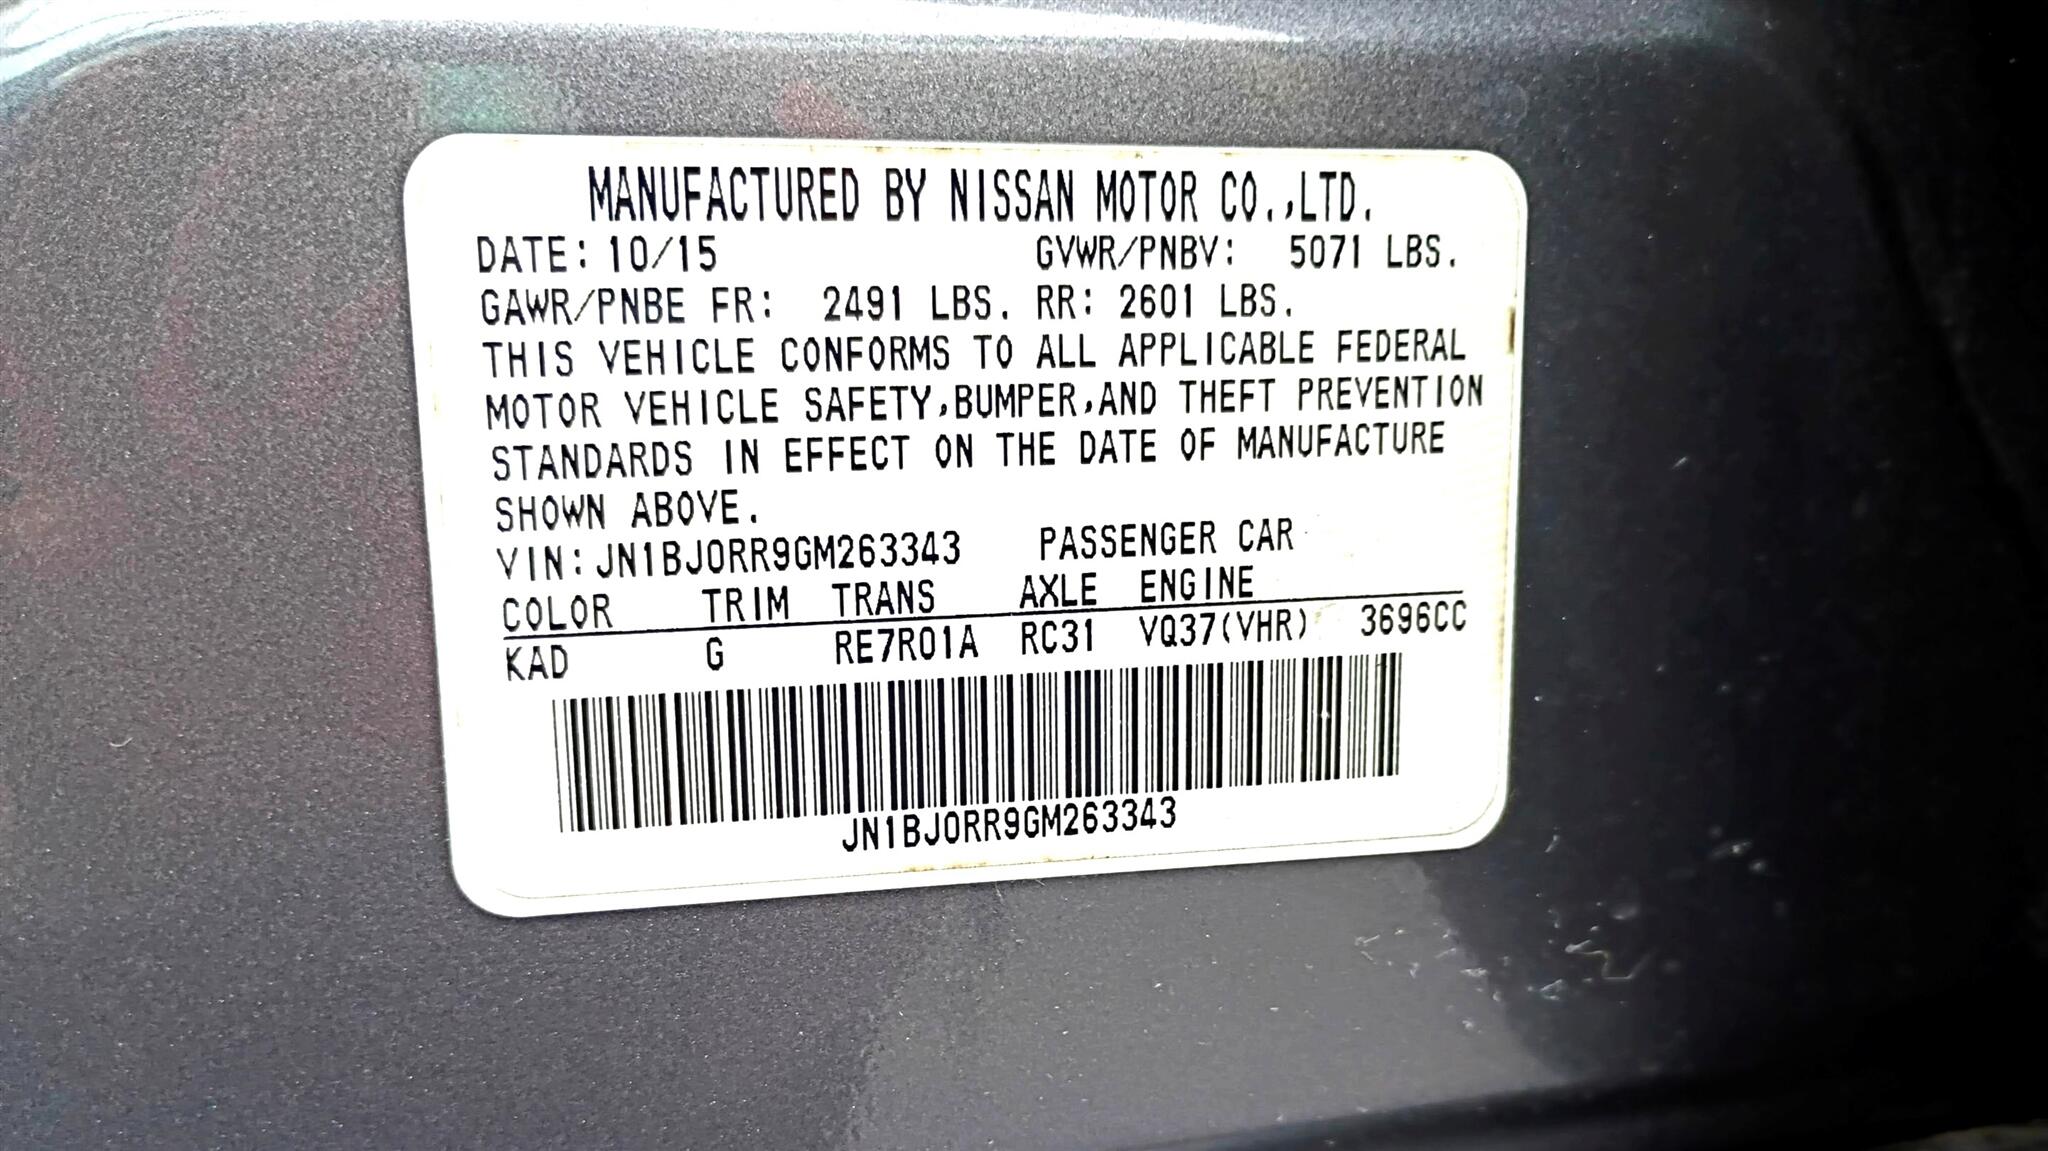 MANUFACTURED BY NISSAN MOTOR CO.,LTD.
DATE: 10/15 GVWR/PNBV: 5071 LBS.
GAWR/PNBE FR: 2491 LBS. RR: 2601 LBS.
THIS VEHICLE CONFORMS TO ALL APPLICABLE FEDERAL
MOTOR VEHICLE SAFETY,BUMPER,AND THEFT PREVENTION
STANDARDS IN EFFECT ON THE DATE OF MANUFACTURE
SHOWN ABOVE.
VIN: JN1BJ0RR9GM263343 PASSENGER CAR
COLOR TRIM TRANS AXLE ENGINE
KAD G RE7R01A RC31 VQ37(VHR) 3696CC
JN1BJ0RR9GM263343